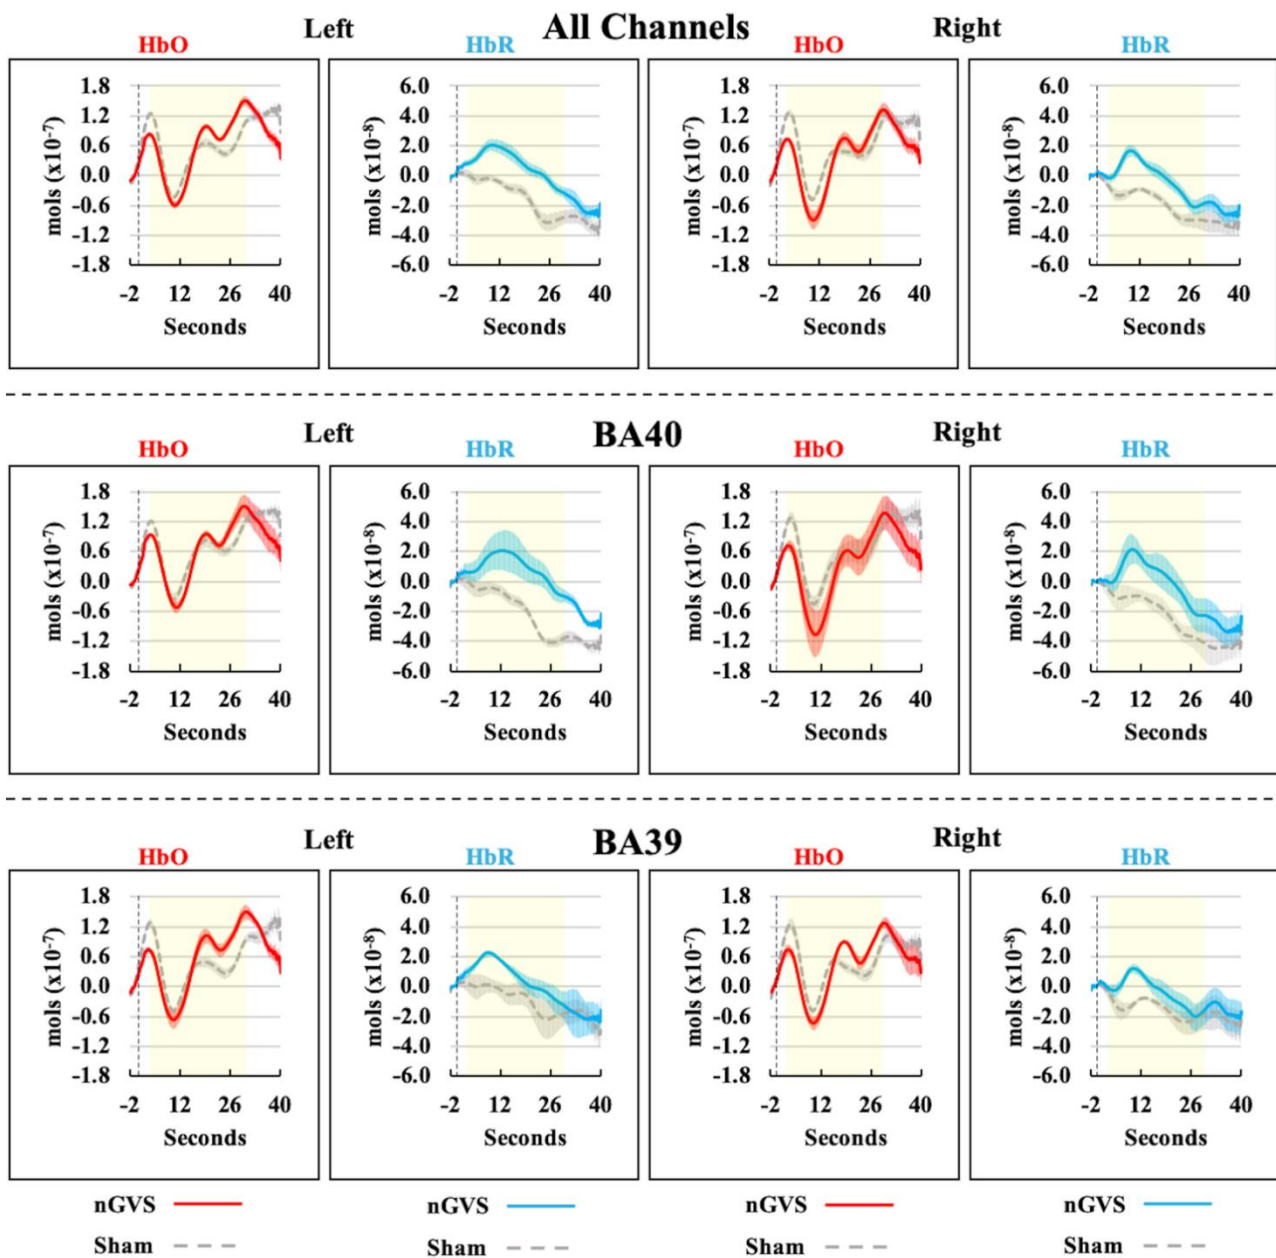 Left All Channels Right
HbO HbR HbO HbR
1.8 6.0 1.8 6.0
1.2 4.0 1.2 4.0
0.6 2.0 0.6 2.0
0.0 0.0 0.0 0.0
-0.6 -2.0 -0.6 -2.0
-1.2 -4.0 -1.2 -4.0
-1.8 -6.0 -1.8 -6.0
mols (x10⁻⁷) mols (x10⁻⁸) mols (x10⁻⁷) mols (x10⁻⁸)
-2 12 26 40 -2 12 26 40 -2 12 26 40 -2 12 26 40
Seconds Seconds Seconds Seconds
Left BA40 Right
HbO HbR HbO HbR
1.8 6.0 1.8 6.0
1.2 4.0 1.2 4.0
0.6 2.0 0.6 2.0
0.0 0.0 0.0 0.0
-0.6 -2.0 -0.6 -2.0
-1.2 -4.0 -1.2 -4.0
-1.8 -6.0 -1.8 -6.0
mols (x10⁻⁷) mols (x10⁻⁸) mols (x10⁻⁷) mols (x10⁻⁸)
-2 12 26 40 -2 12 26 40 -2 12 26 40 -2 12 26 40
Seconds Seconds Seconds Seconds
Left BA39 Right
HbO HbR HbO HbR
1.8 6.0 1.8 6.0
1.2 4.0 1.2 4.0
0.6 2.0 0.6 2.0
0.0 0.0 0.0 0.0
-0.6 -2.0 -0.6 -2.0
-1.2 -4.0 -1.2 -4.0
-1.8 -6.0 -1.8 -6.0
mols (x10⁻⁷) mols (x10⁻⁸) mols (x10⁻⁷) mols (x10⁻⁸)
-2 12 26 40 -2 12 26 40 -2 12 26 40 -2 12 26 40
Seconds Seconds Seconds Seconds
nGVS nGVS nGVS nGVS
Sham Sham Sham Sham